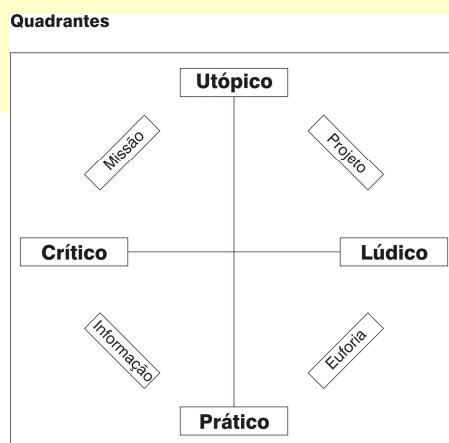 Quadrantes
Utópico
Missão
Projeto
Crítico
Lúdico
Informação
Euforia
Prático